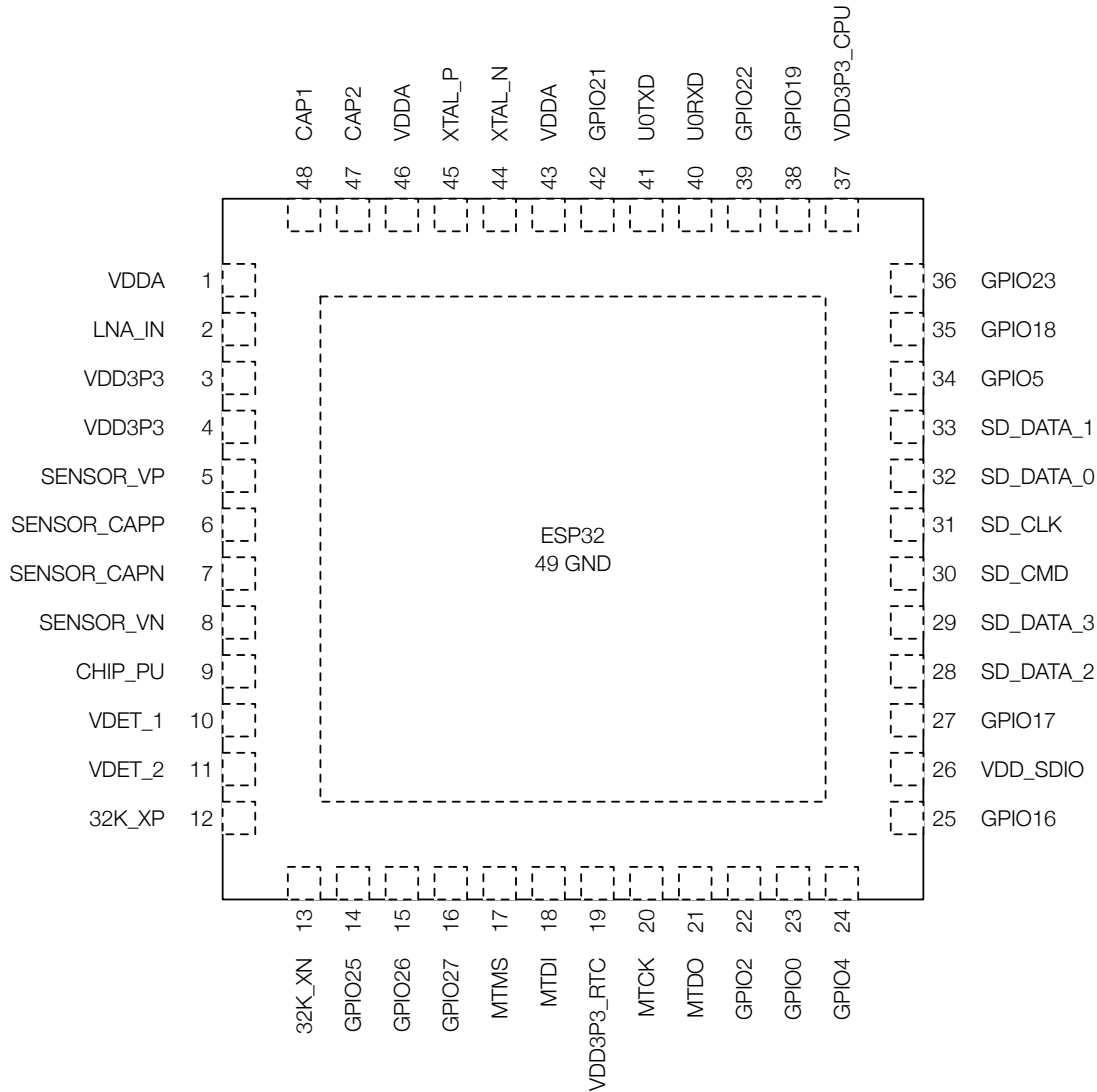 CAP1
CAP2
VDDA
XTAL_P
XTAL_N
VDDA
GPIO21
U0TXD
U0RXD
GPIO22
GPIO19
VDD3P3_CPU
48
47
46
45
44
43
42
41
40
39
38
37
VDDA 1
LNA_IN 2
VDD3P3 3
VDD3P3 4
SENSOR_VP 5
SENSOR_CAPP 6
SENSOR_CAPN 7
SENSOR_VN 8
CHIP_PU 9
VDET_1 10
VDET_2 11
32K_XP 12
ESP32
49 GND
36 GPIO23
35 GPIO18
34 GPIO5
33 SD_DATA_1
32 SD_DATA_0
31 SD_CLK
30 SD_CMD
29 SD_DATA_3
28 SD_DATA_2
27 GPIO17
26 VDD_SDIO
25 GPIO16
13
14
15
16
17
18
19
20
21
22
23
24
32K_XN
GPIO25
GPIO26
GPIO27
MTMS
MTDI
VDD3P3_RTC
MTCK
MTDO
GPIO2
GPIO0
GPIO4